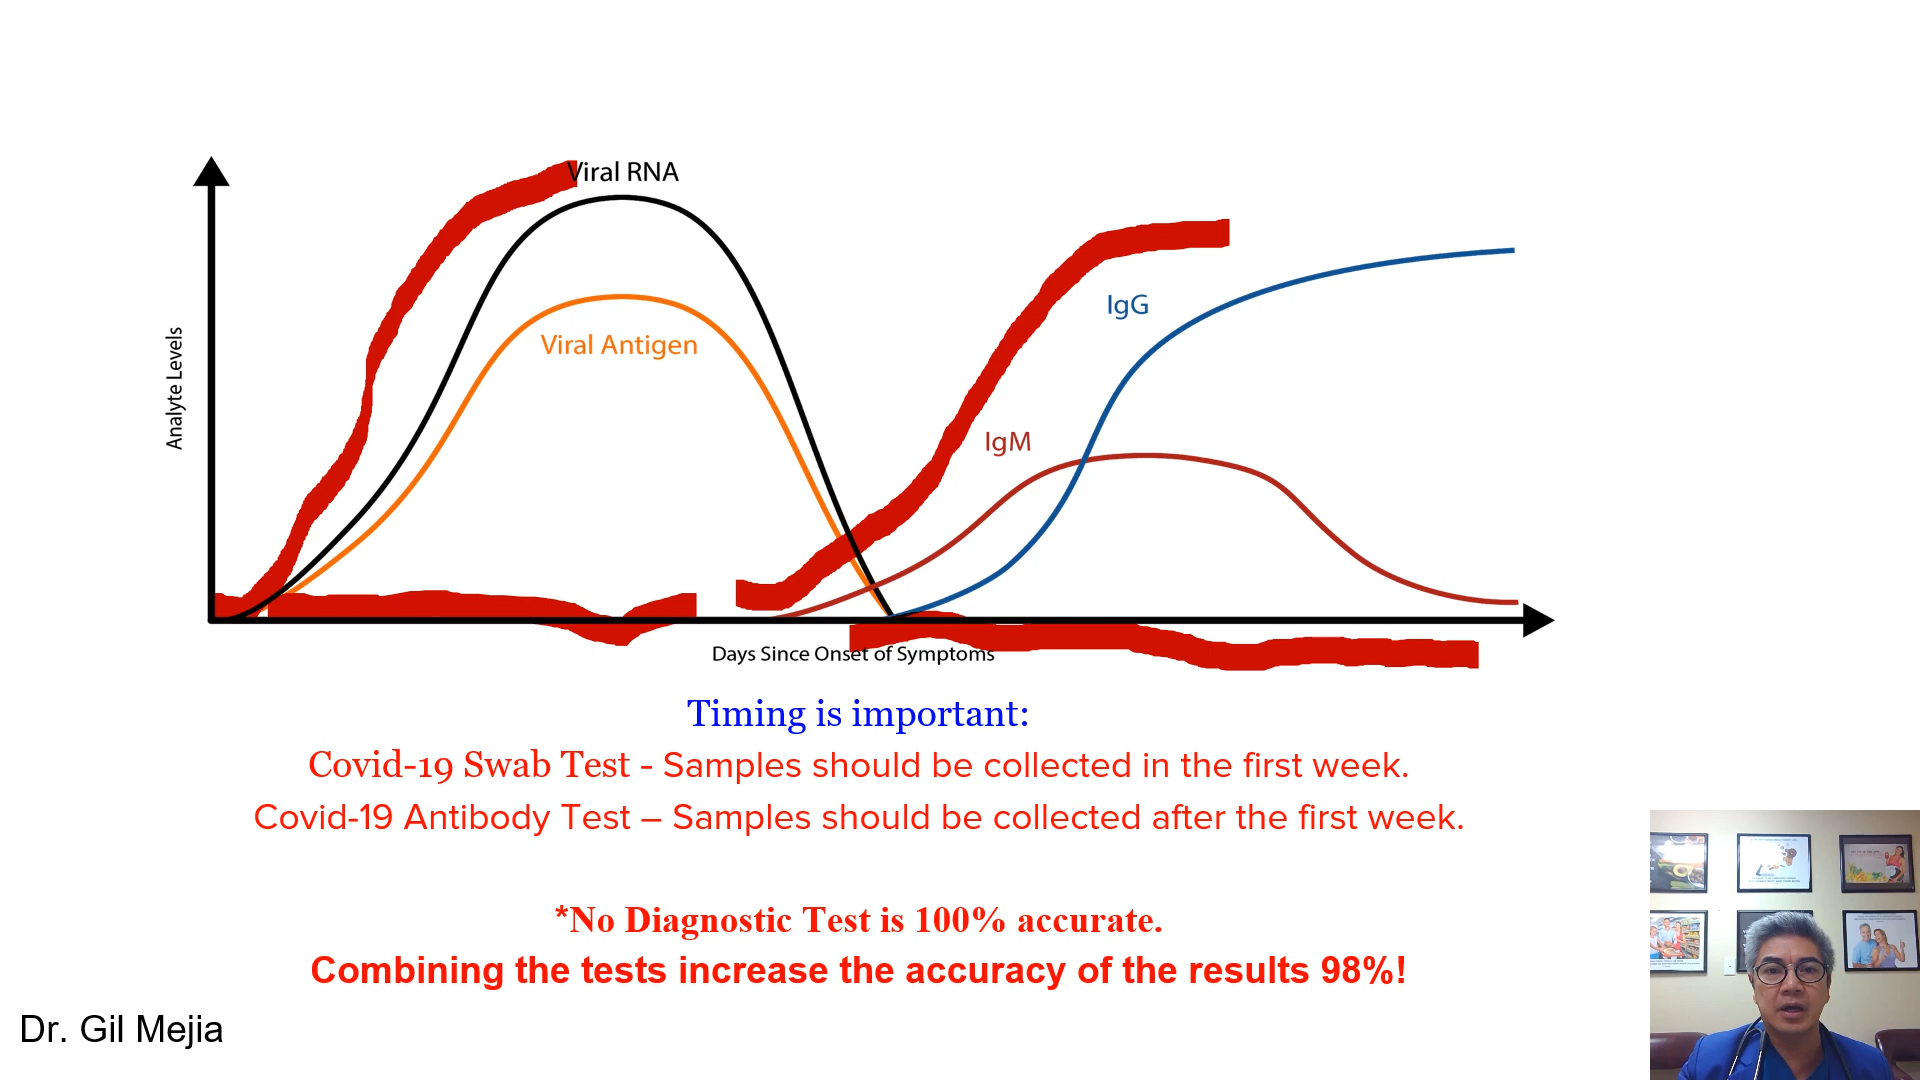 Viral RNA
Viral Antigen
IgG
IgM
Analyte Levels
Days Since Onset of Symptoms
Timing is important:
Covid-19 Swab Test - Samples should be collected in the first week.
Covid-19 Antibody Test – Samples should be collected after the first week.
*No Diagnostic Test is 100% accurate.
Combining the tests increase the accuracy of the results 98%!
Dr. Gil Mejia